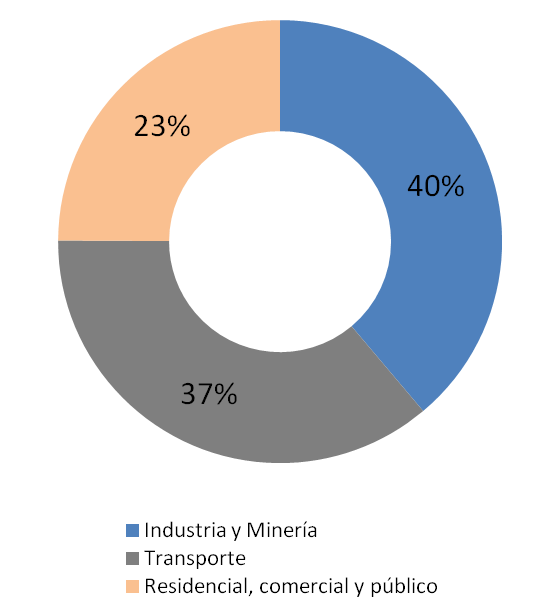 23%
40%
37%
Industria y Minería
Transporte
Residencial, comercial y público